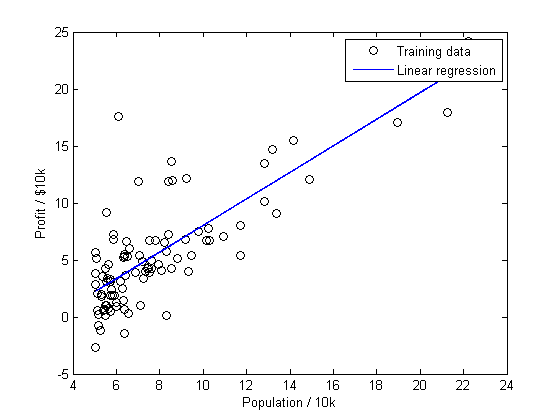 25
20
15
10
5
0
-5
Profit / $10k
Training data
Linear regression
4 6 8 10 12 14 16 18 20 22 24
Population / 10k